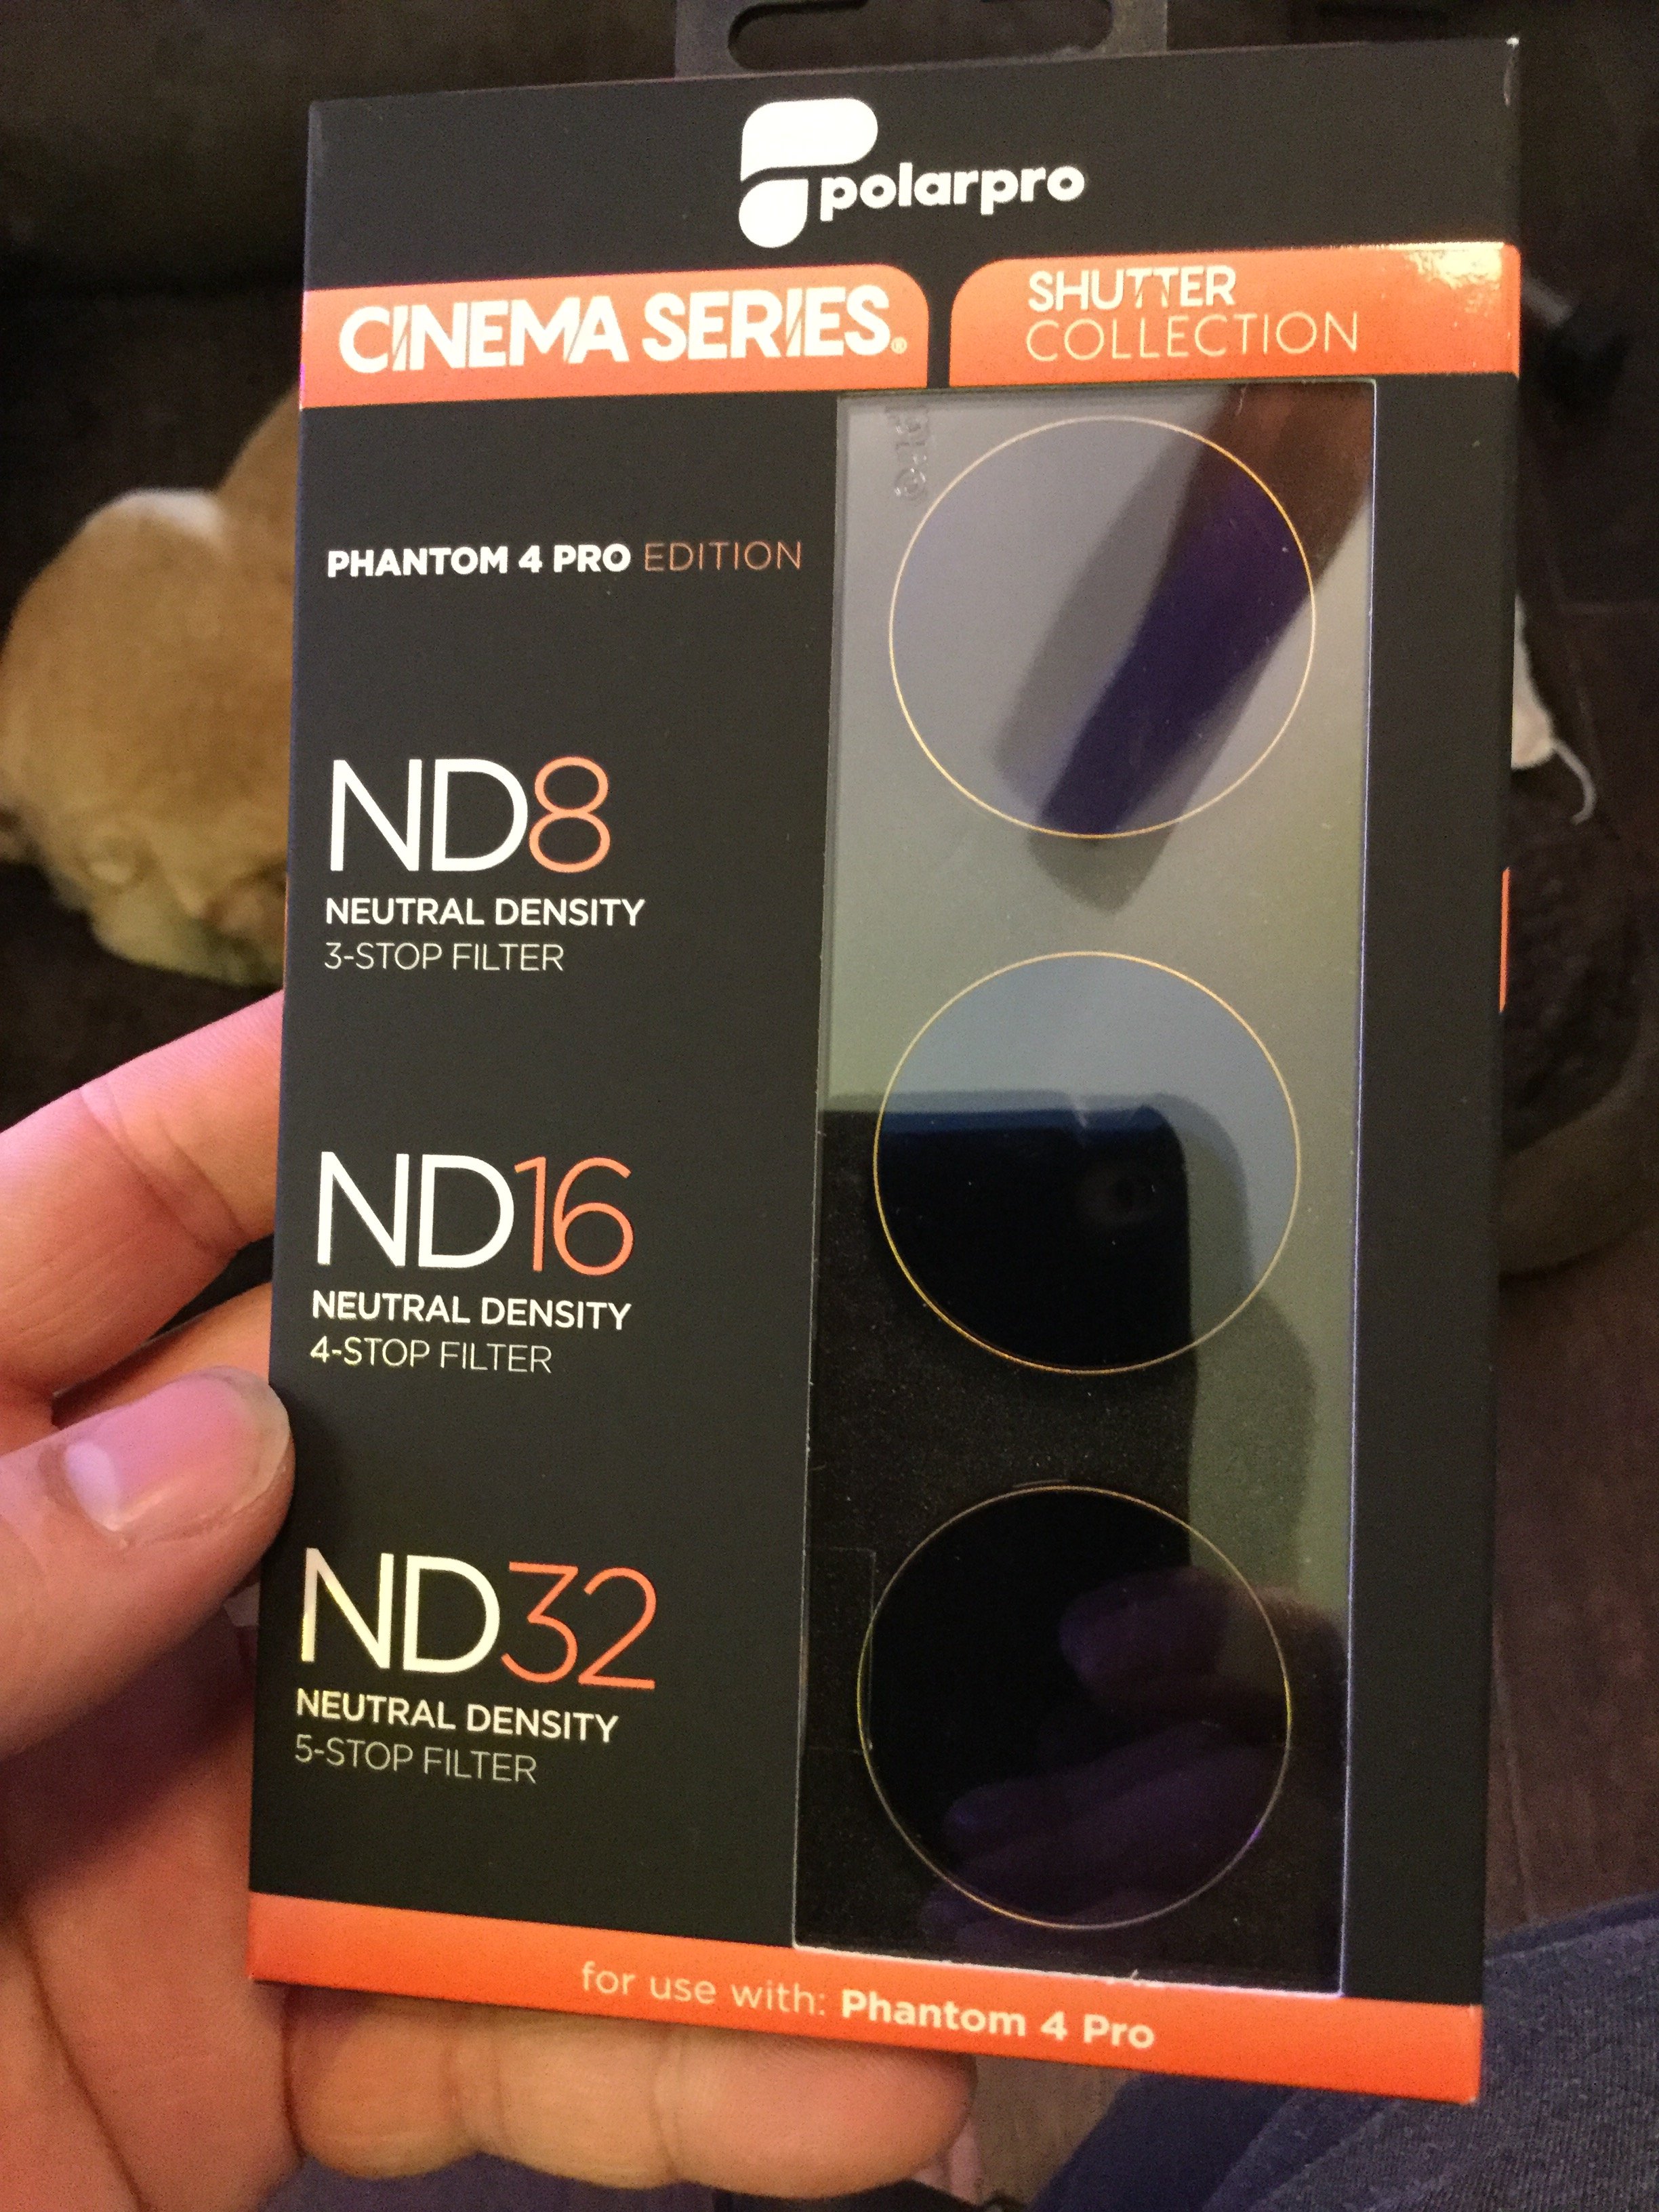 polarpro
CINEMA SERIES®
SHUTTER
COLLECTION
PHANTOM 4 PRO EDITION
ND8
NEUTRAL DENSITY
3-STOP FILTER
ND16
NEUTRAL DENSITY
4-STOP FILTER
ND32
NEUTRAL DENSITY
5-STOP FILTER
for use with: Phantom 4 Pro